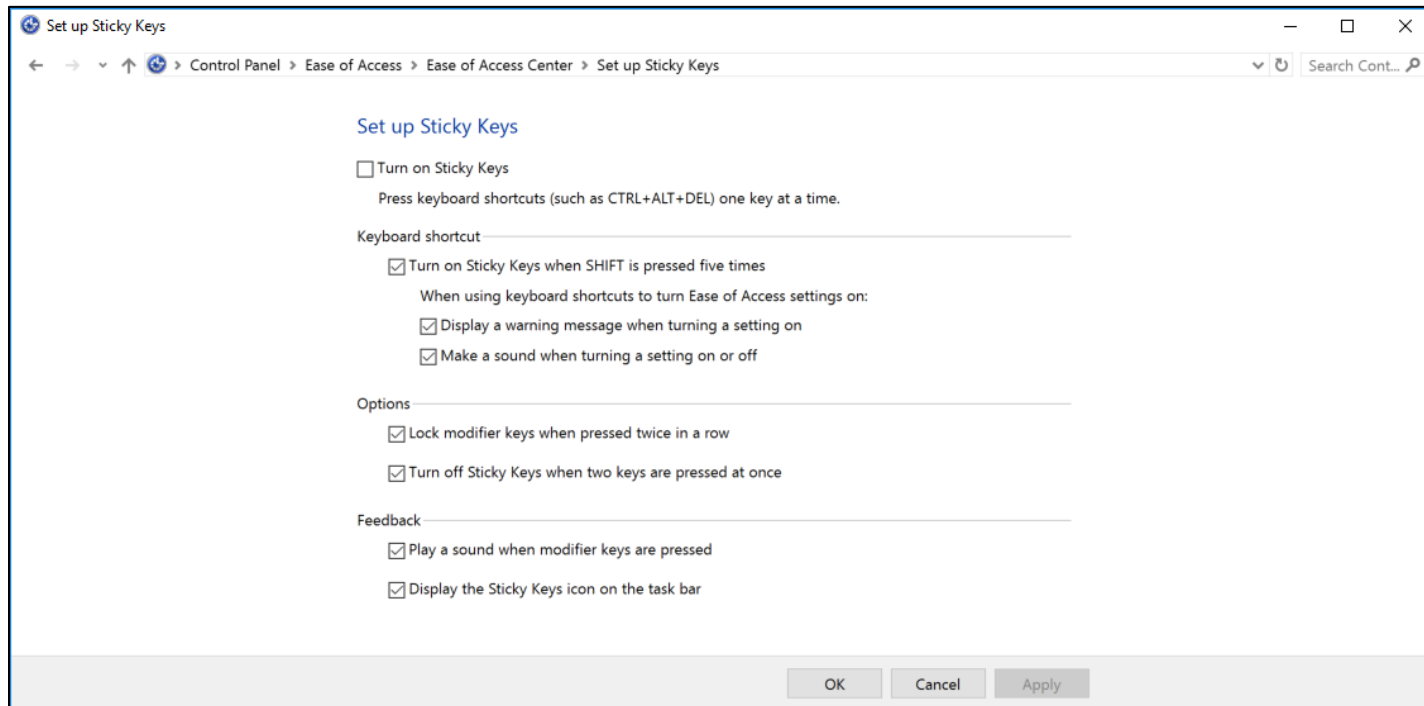 Set up Sticky Keys
Control Panel > Ease of Access > Ease of Access Center > Set up Sticky Keys
Search Cont...
Set up Sticky Keys
Turn on Sticky Keys
Press keyboard shortcuts (such as CTRL+ALT+DEL) one key at a time.
Keyboard shortcut
Turn on Sticky Keys when SHIFT is pressed five times
When using keyboard shortcuts to turn Ease of Access settings on:
Display a warning message when turning a setting on
Make a sound when turning a setting on or off
Options
Lock modifier keys when pressed twice in a row
Turn off Sticky Keys when two keys are pressed at once
Feedback
Play a sound when modifier keys are pressed
Display the Sticky Keys icon on the task bar
OK Cancel Apply